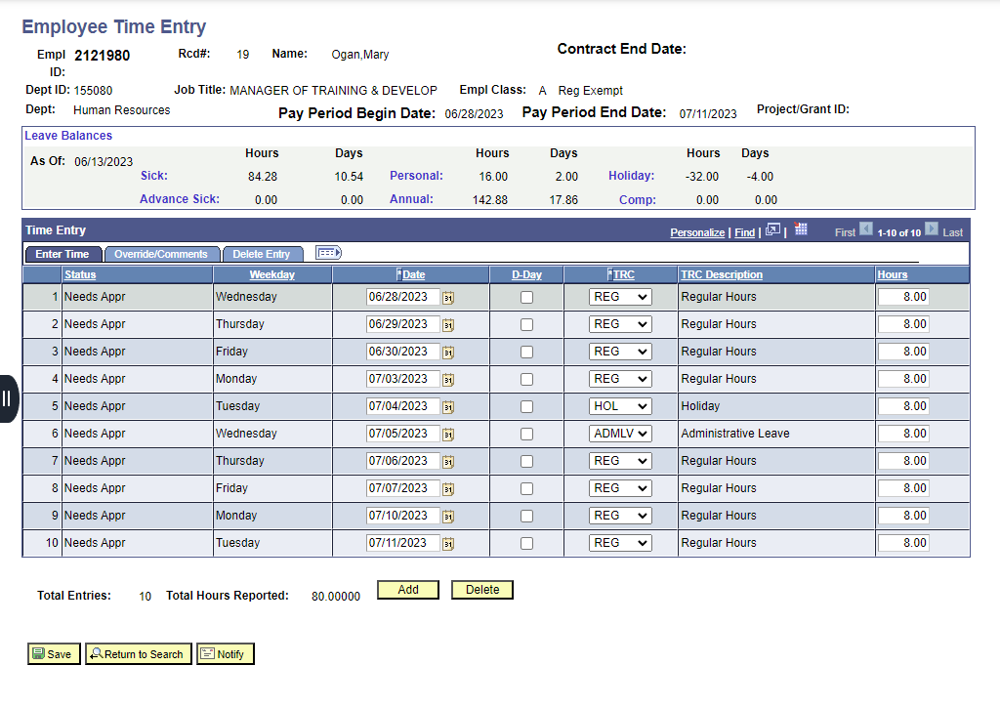 Employee Time Entry
Empl ID: 2121980 Rcd#: 19 Name: Ogan,Mary Contract End Date:
Dept ID: 155080 Job Title: MANAGER OF TRAINING & DEVELOP Empl Class: A Reg Exempt
Dept: Human Resources Pay Period Begin Date: 06/28/2023 Pay Period End Date: 07/11/2023 Project/Grant ID:
Leave Balances
Hours Days Hours Days Hours Days
As Of: 06/13/2023
Sick: 84.28 10.54 Personal: 16.00 2.00 Holiday: -32.00 -4.00
Advance Sick: 0.00 0.00 Annual: 142.88 17.86 Comp: 0.00 0.00
Time Entry Personalize | Find | | First 1-10 of 10 Last
Enter Time Override/Comments Delete Entry
Status Weekday *Date D-Day *TRC TRC Description Hours
1 Needs Appr Wednesday 06/28/2023 31 REG Regular Hours 8.00
2 Needs Appr Thursday 06/29/2023 31 REG Regular Hours 8.00
3 Needs Appr Friday 06/30/2023 31 REG Regular Hours 8.00
4 Needs Appr Monday 07/03/2023 31 REG Regular Hours 8.00
5 Needs Appr Tuesday 07/04/2023 31 HOL Holiday 8.00
6 Needs Appr Wednesday 07/05/2023 31 ADMLV Administrative Leave 8.00
7 Needs Appr Thursday 07/06/2023 31 REG Regular Hours 8.00
8 Needs Appr Friday 07/07/2023 31 REG Regular Hours 8.00
9 Needs Appr Monday 07/10/2023 31 REG Regular Hours 8.00
10 Needs Appr Tuesday 07/11/2023 31 REG Regular Hours 8.00
Total Entries: 10 Total Hours Reported: 80.00000 Add Delete
Save Return to Search Notify